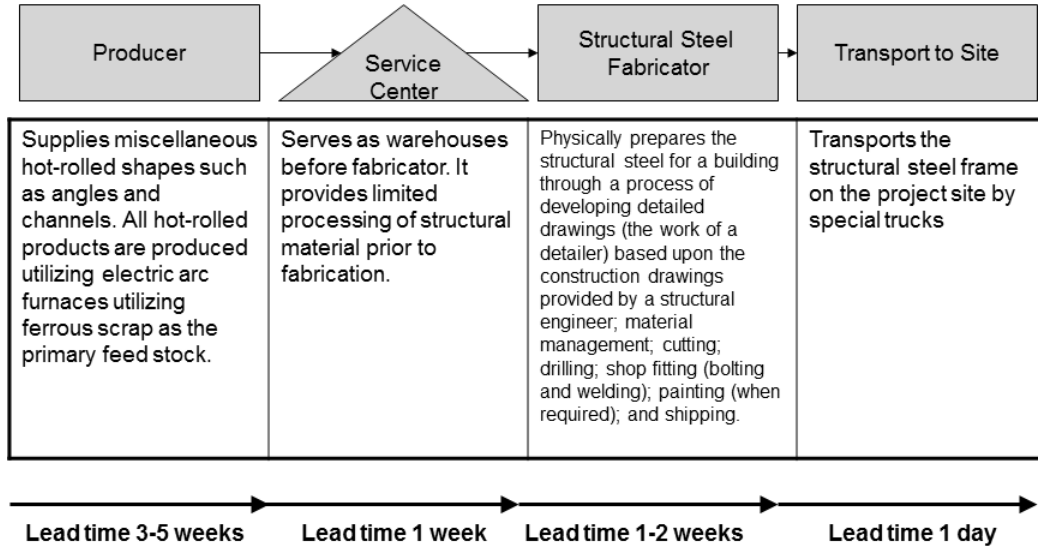 Producer
Service
Center
Structural Steel
Fabricator
Transport to Site
Supplies miscellaneous
hot-rolled shapes such
as angles and
channels. All hot-rolled
products are produced
utilizing electric arc
furnaces utilizing
ferrous scrap as the
primary feed stock.
Serves as warehouses
before fabricator. It
provides limited
processing of structural
material prior to
fabrication.
Physically prepares the
structural steel for a building
through a process of
developing detailed
drawings (the work of a
detailer) based upon the
construction drawings
provided by a structural
engineer; material
management; cutting;
drilling; shop fitting (bolting
and welding); painting (when
required); and shipping.
Transports the
structural steel frame
on the project site by
special trucks
Lead time 3-5 weeks
Lead time 1 week
Lead time 1-2 weeks
Lead time 1 day